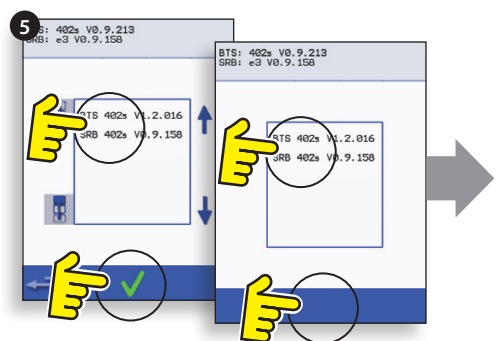 5
BTS: 402s V0.9.213
SRB: e3 V0.9.158
BTS 402s V1.2.016
SRB 402s V0.9.158
BTS: 402s V0.9.213
SRB: e3 V0.9.158
BTS 402s V1.2.016
SRB 402s V0.9.158